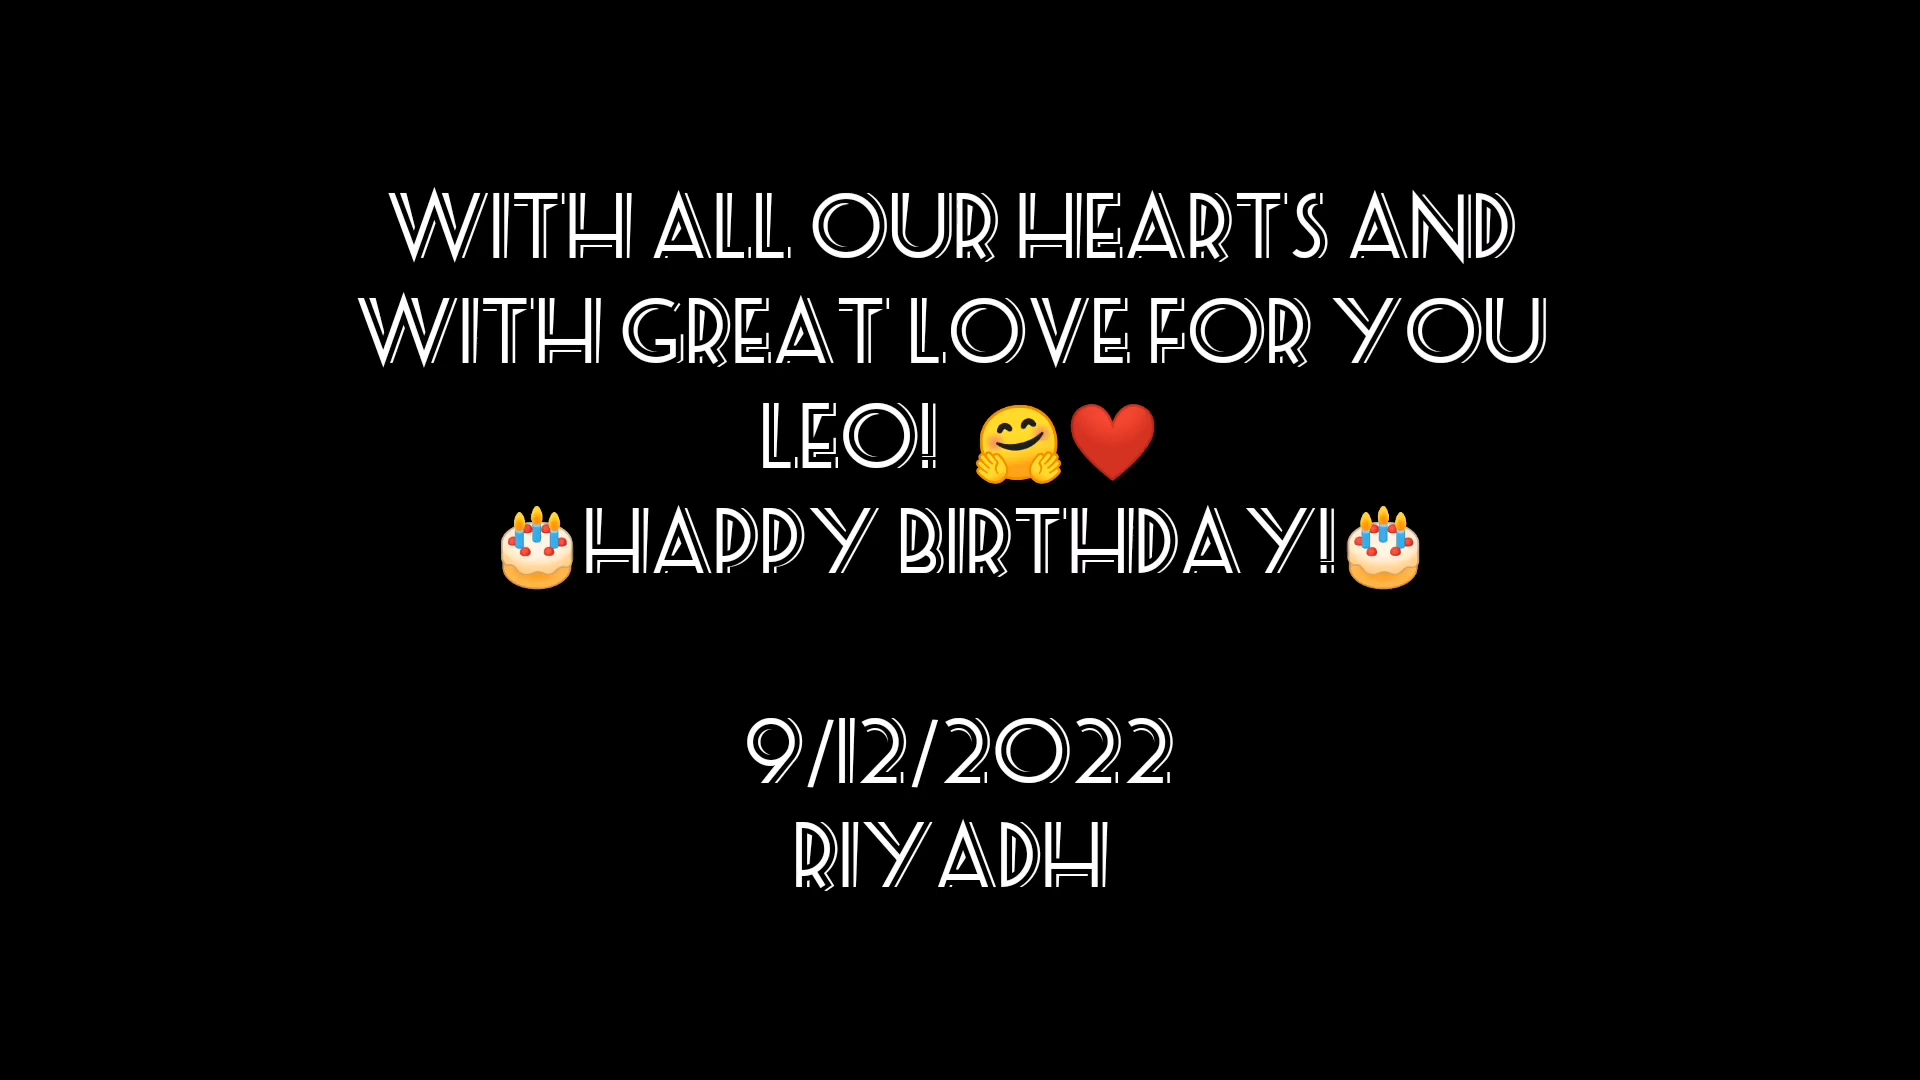 WITH ALL OUR HEARTS AND
WITH GREAT LOVE FOR YOU
LEO! 🤗❤️
🎂HAPPY BIRTHDAY!🎂
9/12/2022
RIYADH